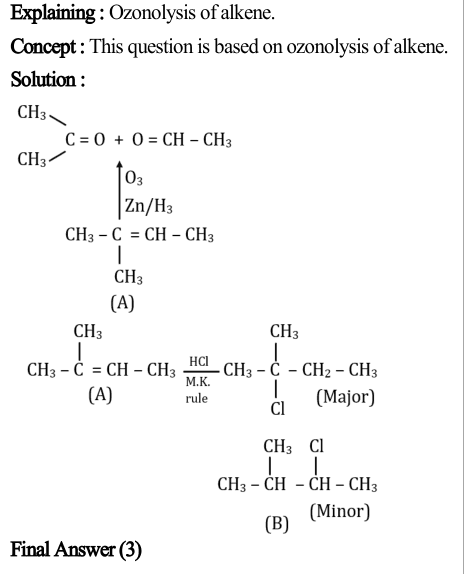 Explaining : Ozonolysis of alkene.
Concept : This question is based on ozonolysis of alkene.
Solution :
CH3
C = O + O = CH – CH3
CH3
O3
Zn/H3
CH3 – C = CH – CH3
CH3
(A)
CH3 CH3
CH3 – C = CH – CH3 HCl CH3 – C – CH2 – CH3
M.K.
(A) rule Cl (Major)
CH3 Cl
CH3 – CH – CH – CH3
(B) (Minor)
Final Answer (3)